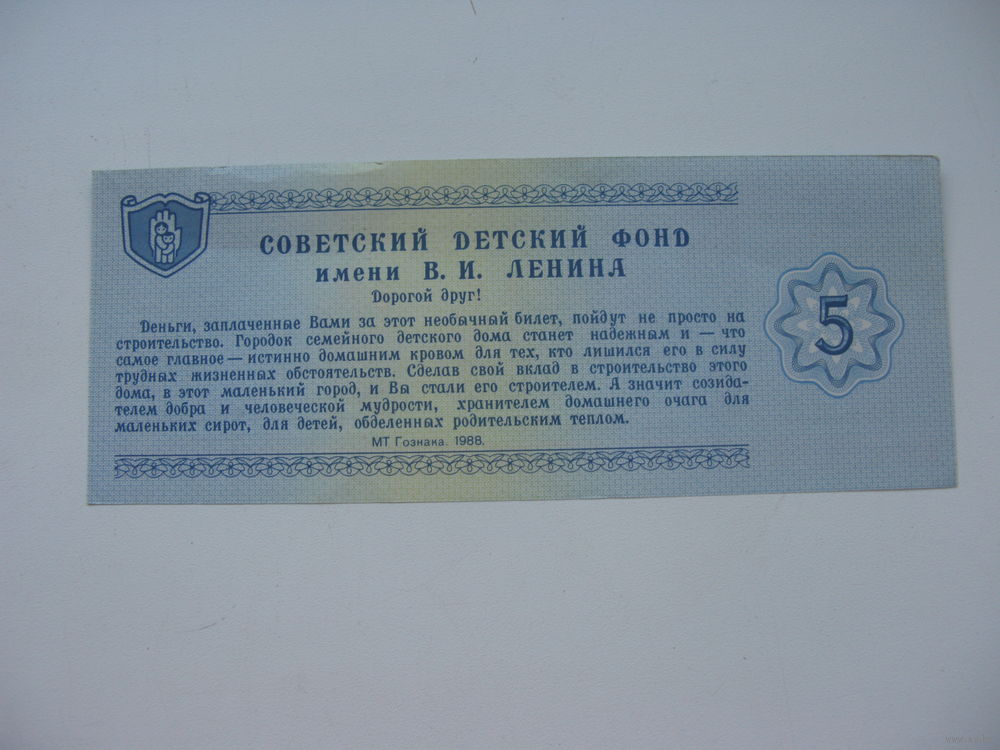 СОВЕТСКИЙ ДЕТСКИЙ ФОНД
имени В. И. ЛЕНИНА
Дорогой друг!
Деньги, заплаченные Вами за этот необычный билет, пойдут не просто на
строительство. Городок семейного детского дома станет надежным и — что
самое главное — истинно домашним кровом для тех, кто лишился его в силу
трудных жизненных обстоятельств. Сделав свой вклад в строительство этого
дома, в этот маленький город, и Вы стали его строителем. А значит созида-
телем добра и человеческой мудрости, хранителем домашнего очага для
маленьких сирот, для детей, обделенных родительским теплом.
МТ Гознака. 1988.
5